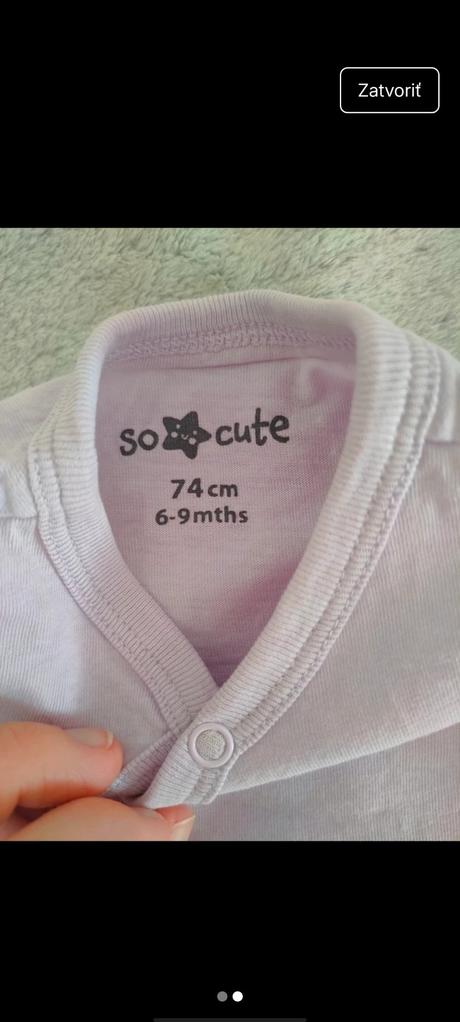 Zatvoriť
so cute
74cm
6-9mths